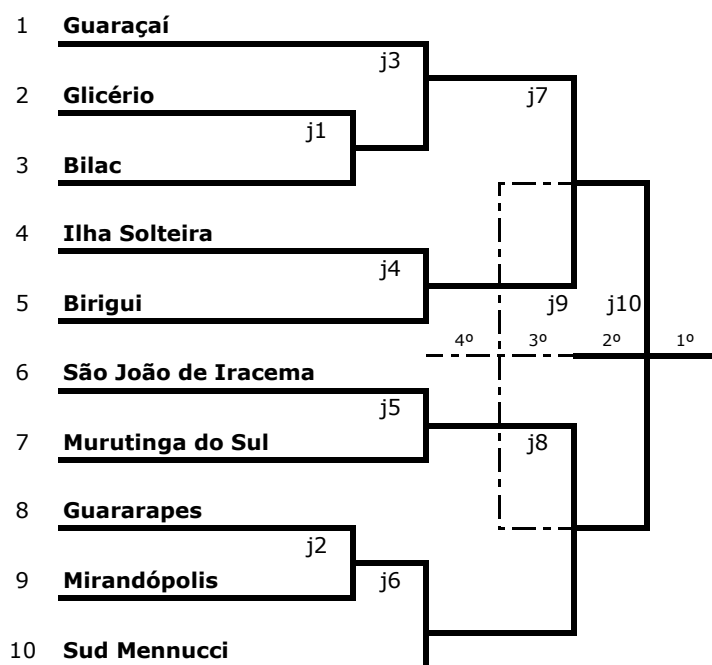 1 Guaraçaí
j3
2 Glicério j7
j1
3 Bilac
4 Ilha Solteira
j4
5 Birigui j9 j10
4º 3º 2º 1º
6 São João de Iracema
j5
7 Murutinga do Sul j8
8 Guararapes
j2
9 Mirandópolis j6
10 Sud Mennucci